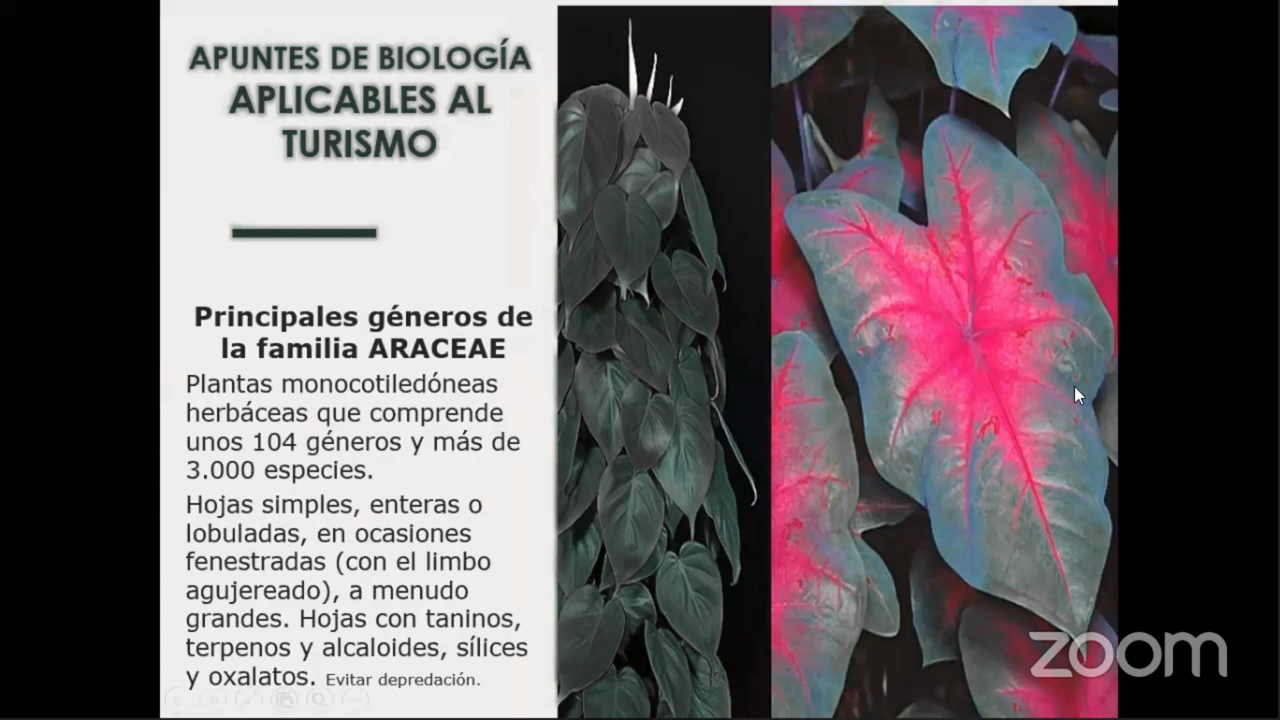 APUNTES DE BIOLOGÍA
APLICABLES AL
TURISMO
Principales géneros de
la familia ARACEAE
Plantas monocotiledóneas
herbáceas que comprende
unos 104 géneros y más de
3.000 especies.
Hojas simples, enteras o
lobuladas, en ocasiones
fenestradas (con el limbo
agujereado), a menudo
grandes. Hojas con taninos,
terpenos y alcaloides, sílices
y oxalatos. Evitar depredación.
zoom